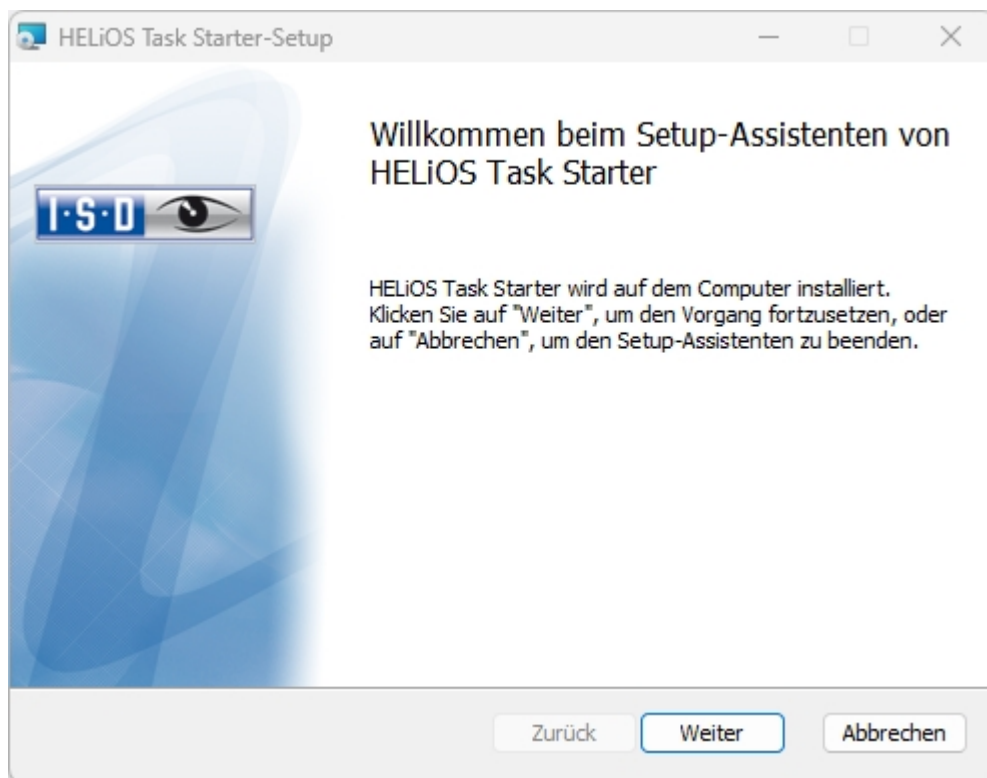 HELiOS Task Starter-Setup
Willkommen beim Setup-Assistenten von
HELiOS Task Starter
I·S·D
HELiOS Task Starter wird auf dem Computer installiert.
Klicken Sie auf "Weiter", um den Vorgang fortzusetzen, oder
auf "Abbrechen", um den Setup-Assistenten zu beenden.
Zurück Weiter Abbrechen